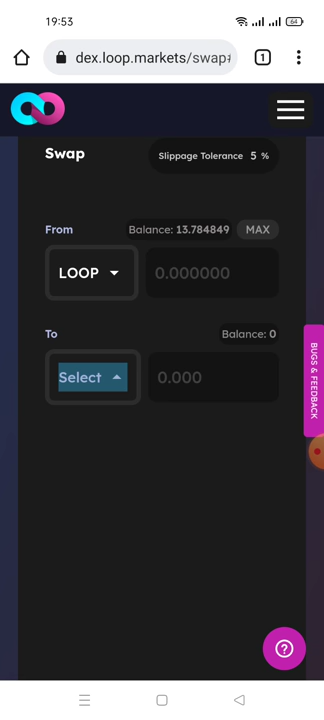 19:53
64
dex.loop.markets/swap#
1
Swap
Slippage Tolerance 5 %
From
Balance: 13.784849
MAX
LOOP
0.000000
To
Balance: 0
Select
0.000
BUGS & FEEDBACK
?